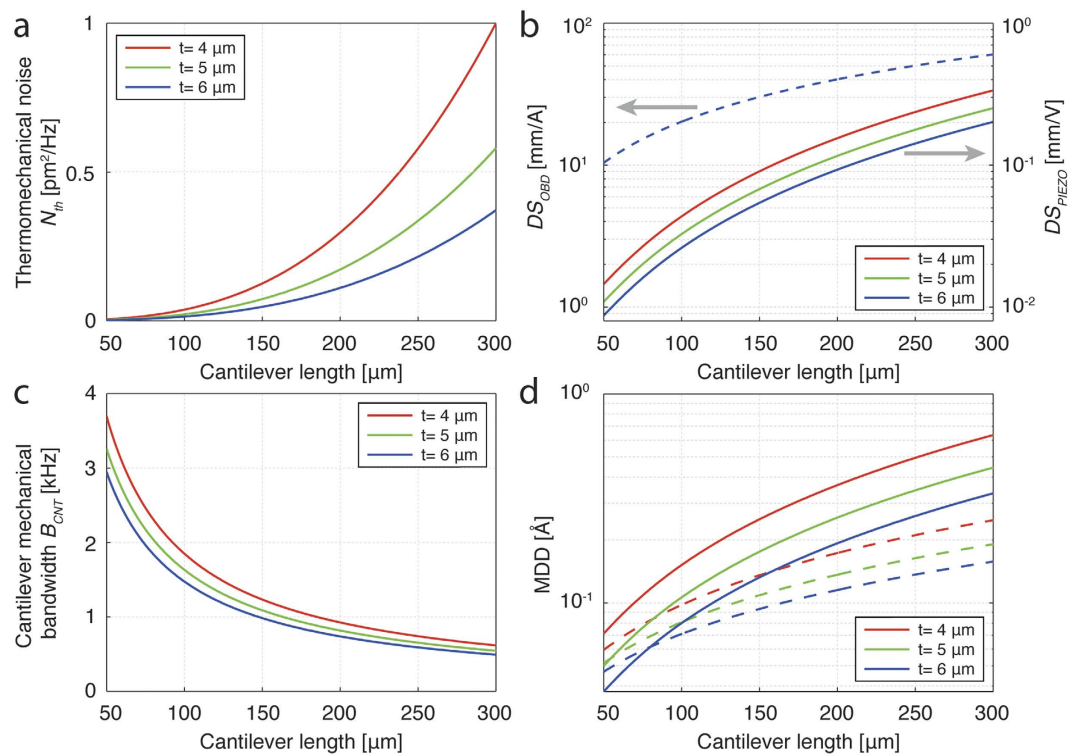 a
Thermomechanical noise
N_th [pm²/Hz]
1
0.5
0
t= 4 µm
t= 5 µm
t= 6 µm
50 100 150 200 250 300
Cantilever length [µm]
b
DS_OBD [mm/A]
10² 10⁰
10¹ 10⁻¹
10⁰ 10⁻²
DS_PIEZO [mm/V]
t= 4 µm
t= 5 µm
t= 6 µm
50 100 150 200 250 300
Cantilever length [µm]
c
Cantilever mechanical
bandwidth B_CNT [kHz]
4
3
2
1
0
t= 4 µm
t= 5 µm
t= 6 µm
50 100 150 200 250 300
Cantilever length [µm]
d
MDD [Å]
10⁰
10⁻¹
t= 4 µm
t= 5 µm
t= 6 µm
50 100 150 200 250 300
Cantilever length [µm]